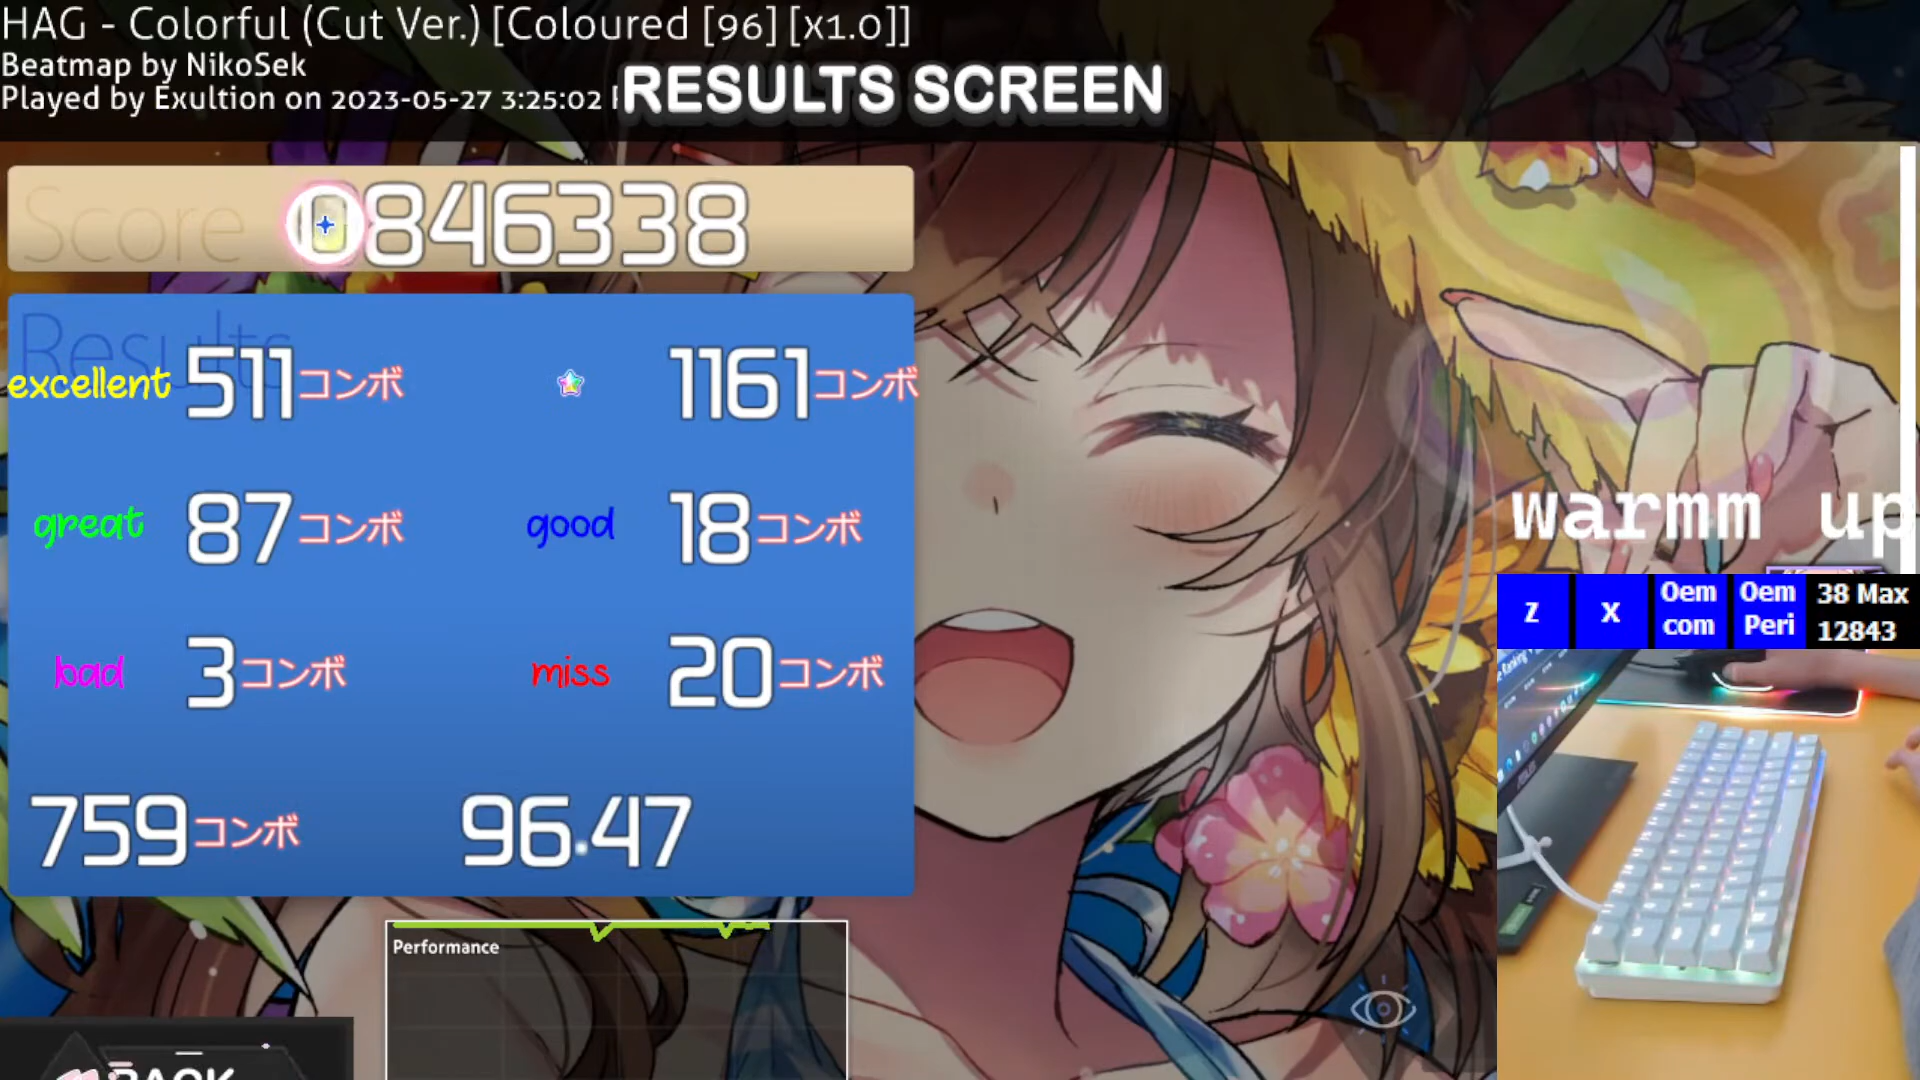 HAG - Colorful (Cut Ver.) [Coloured [96] [x1.0]]
Beatmap by NikoSek
Played by Exultion on 2023-05-27 3:25:02
RESULTS SCREEN
Score 0846338
Results
excellent 511コンボ 1161コンボ
great 87コンボ good 18コンボ
bad 3コンボ miss 20コンボ
759コンボ 96.47
warmm up
Z X Oem com Oem Peri 38 Max 12843
Performance
BACK